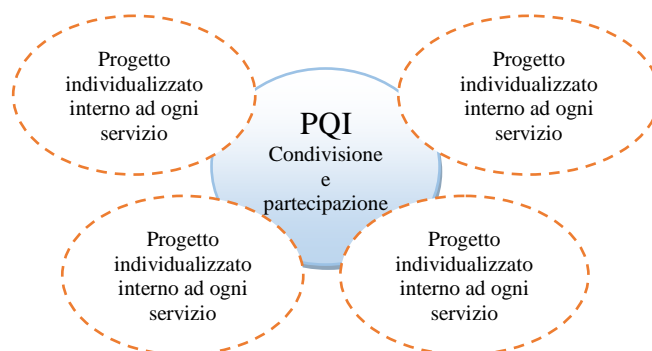 Progetto
individualizzato
interno ad ogni
servizio
Progetto
individualizzato
interno ad ogni
servizio
PQI
Condivisione
e
partecipazione
Progetto
individualizzato
interno ad ogni
servizio
Progetto
individualizzato
interno ad ogni
servizio